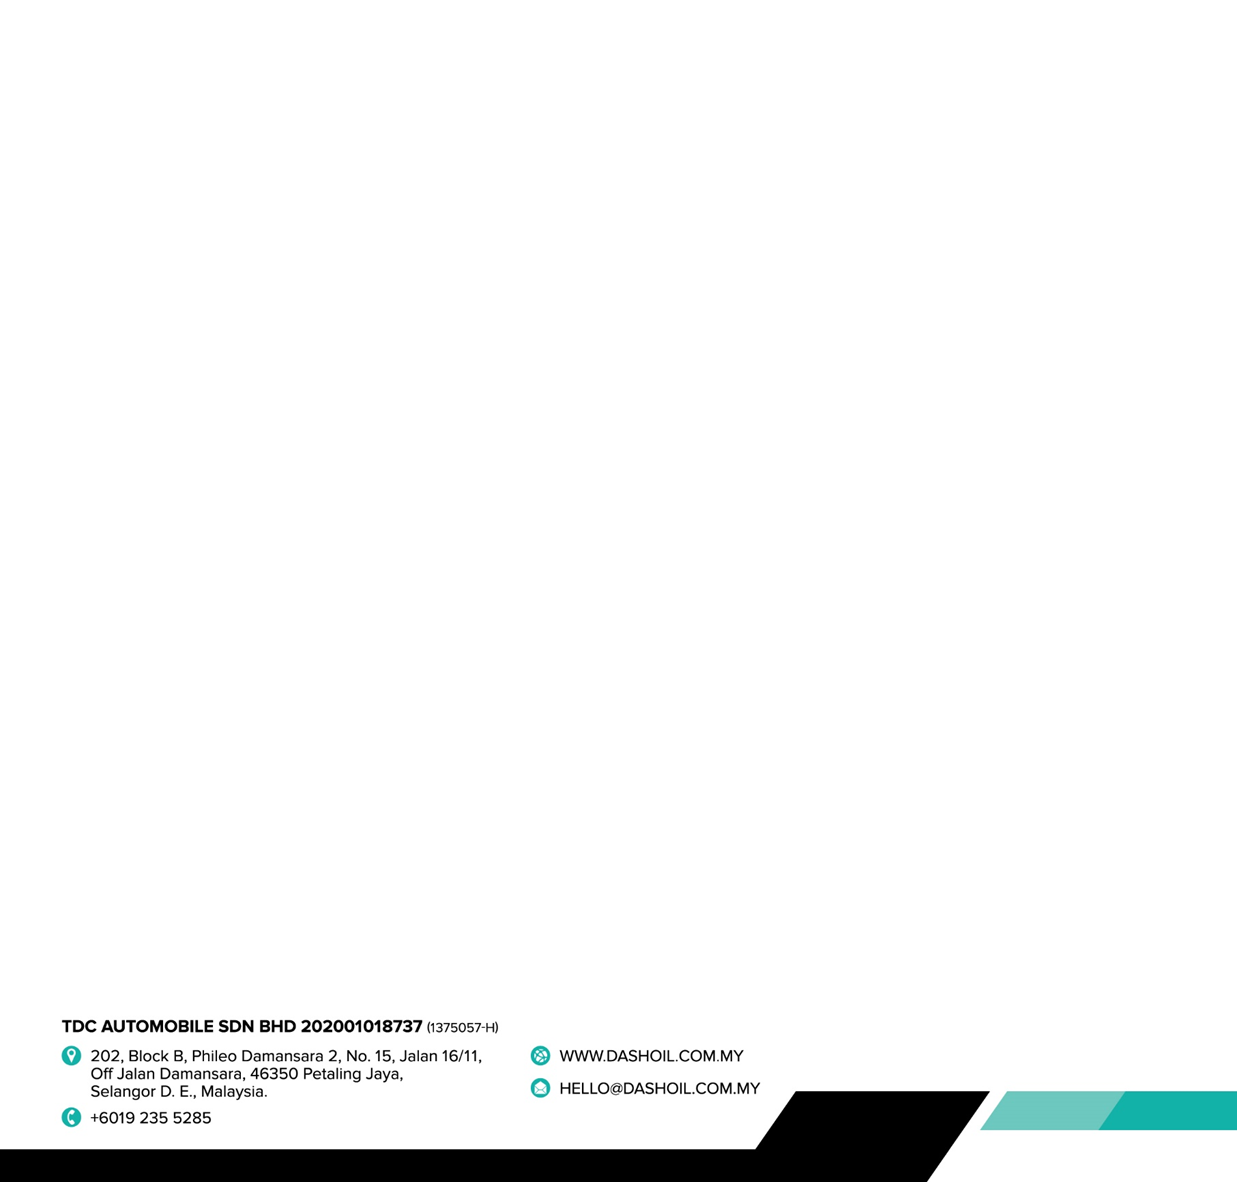 TDC AUTOMOBILE SDN BHD 202001018737 (1375057-H)
202, Block B, Phileo Damansara 2, No. 15, Jalan 16/11,
Off Jalan Damansara, 46350 Petaling Jaya,
Selangor D. E., Malaysia.
+6019 235 5285
WWW.DASHOIL.COM.MY
HELLO@DASHOIL.COM.MY